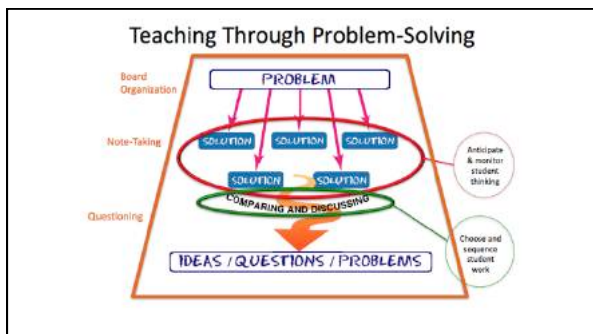 Teaching Through Problem-Solving
Board
Organization
PROBLEM
Note-Taking
SOLUTION SOLUTION SOLUTION
SOLUTION SOLUTION
Anticipate
& monitor
student
thinking
COMPARING AND DISCUSSING
Questioning
Choose and
sequence
student
work
IDEAS / QUESTIONS / PROBLEMS